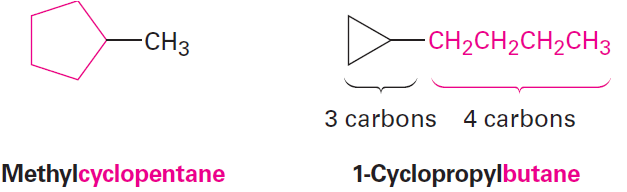 CH₃
CH₂CH₂CH₂CH₃
3 carbons 4 carbons
Methylcyclopentane 1-Cyclopropylbutane